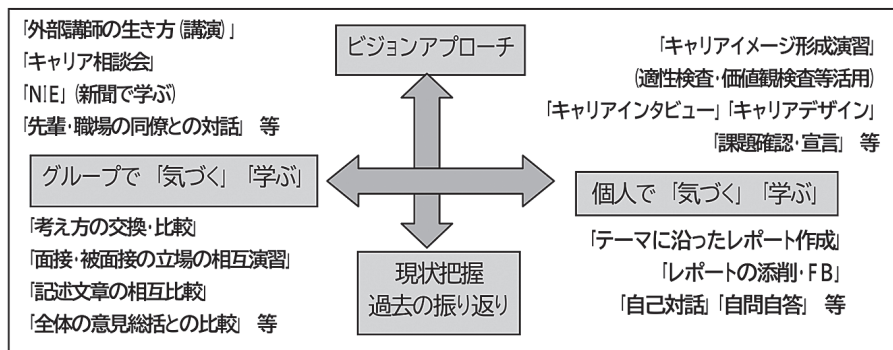 「外部講師の生き方(講演)」
「キャリア相談会」
「NIE」(新聞で学ぶ)
「先輩・職場の同僚との対話」 等
ビジョンアプローチ
「キャリアイメージ形成演習」
(適性検査・価値観検査等活用)
「キャリアインタビュー」「キャリアデザイン」
「課題確認・宣言」 等
グループで 「気づく」 「学ぶ」
個人で 「気づく」 「学ぶ」
「考え方の交換・比較」
「面接・被面接の立場の相互演習」
「記述文章の相互比較」
「全体の意見総括との比較」 等
現状把握
過去の振り返り
「テーマに沿ったレポート作成」
「レポートの添削・FB」
「自己対話」「自問自答」 等